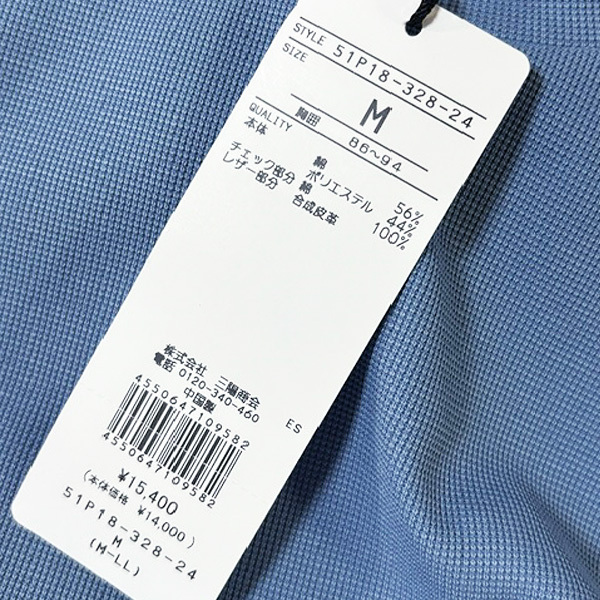 STYLE 51P18-328-24
SIZE
M
胸囲 86~94
QUALITY
本体 綿 56%
ポリエステル 44%
チェック部分 綿 100%
レザー部分 合成皮革
株式会社 三陽商会
電話 0120-340-460
中国製 ES
4550647109582
4550647109582
¥15,400
(本体価格 ¥14,000)
51P18-328-24
M
(M-LL)